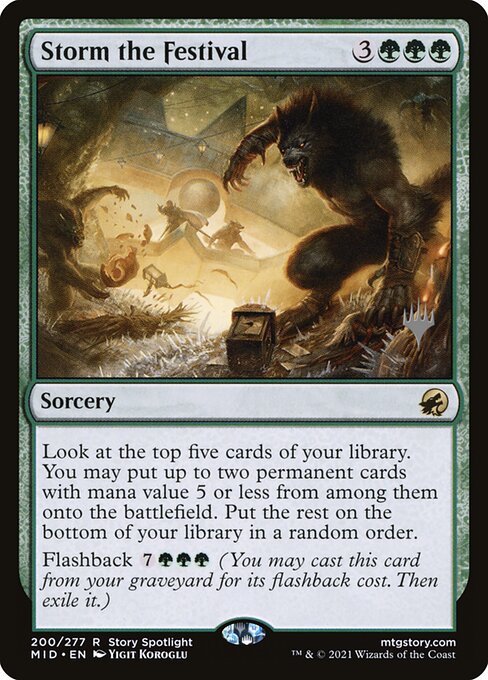 Storm the Festival 3
Sorcery
Look at the top five cards of your library.
You may put up to two permanent cards
with mana value 5 or less from among them
onto the battlefield. Put the rest on the
bottom of your library in a random order.
Flashback 7 (You may cast this card
from your graveyard for its flashback cost. Then
exile it.)
200/277 R Story Spotlight mtgstory.com
MID • EN Yigit Koroglu ™ & © 2021 Wizards of the Coast